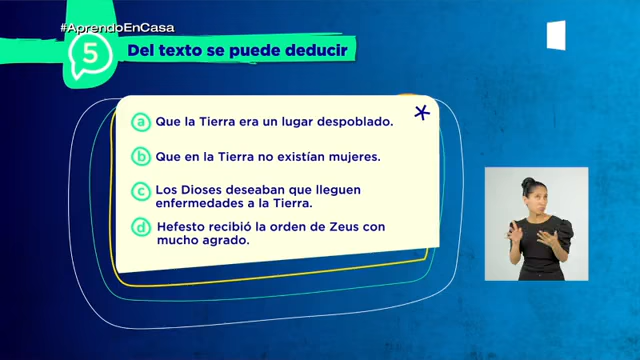 #AprendoEnCasa
5 Del texto se puede deducir
a Que la Tierra era un lugar despoblado.
b Que en la Tierra no existían mujeres.
c Los Dioses deseaban que lleguen
enfermedades a la Tierra.
d Hefesto recibió la orden de Zeus con
mucho agrado.